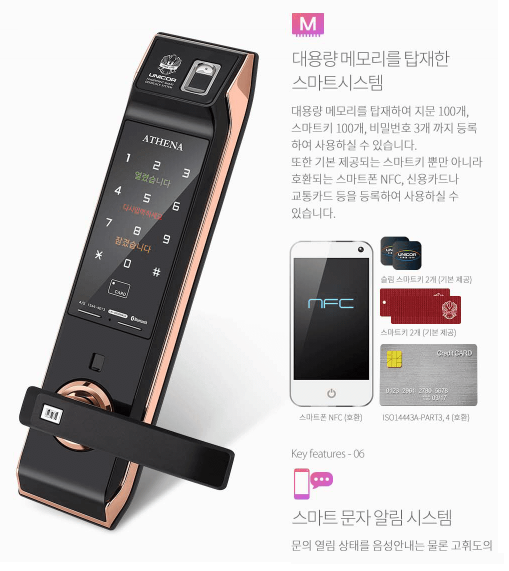 UNICOR
ATHENA
1 2 3
열렸습니다
4 5 6
다시입력하세요
7 8 9
잠겼습니다
* 0 #
CARD
Bluetooth
M
대용량 메모리를 탑재한
스마트시스템
대용량 메모리를 탑재하여 지문 100개,
스마트키 100개, 비밀번호 3개 까지 등록
하여 사용하실 수 있습니다.
또한 기본 제공되는 스마트키 뿐만 아니라
호환되는 스마트폰 NFC, 신용카드나
교통카드 등을 등록하여 사용하실 수
있습니다.
NFC
UNICOR
슬림 스마트키 2개 (기본 제공)
스마트키 2개 (기본 제공)
Credit CARD
스마트폰 NFC (호환)
ISO14443A-PART3, 4 (호환)
Key features - 06
스마트 문자 알림 시스템
문의 열림 상태를 음성안내는 물론 고휘도의